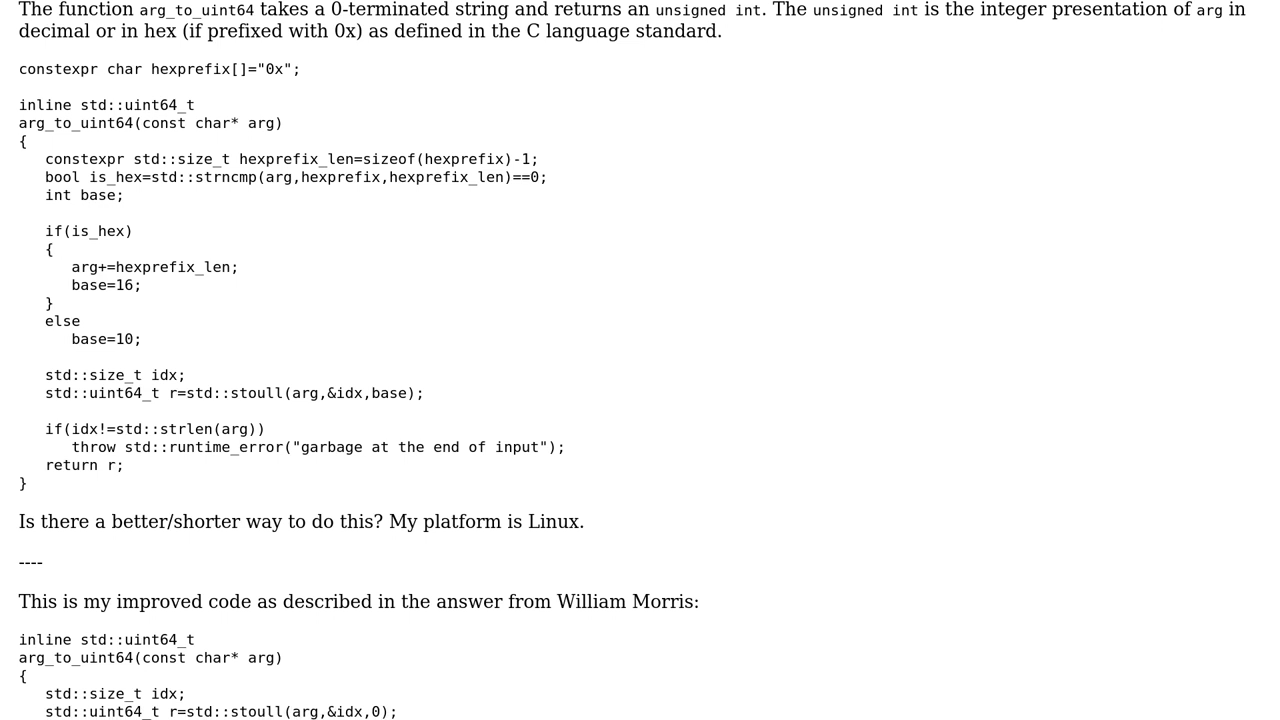 The function arg_to_uint64 takes a 0-terminated string and returns an unsigned int. The unsigned int is the integer presentation of arg in
decimal or in hex (if prefixed with 0x) as defined in the C language standard.
constexpr char hexprefix[]="0x";
inline std::uint64_t
arg_to_uint64(const char* arg)
{
   constexpr std::size_t hexprefix_len=sizeof(hexprefix)-1;
   bool is_hex=std::strncmp(arg,hexprefix,hexprefix_len)==0;
   int base;
   if(is_hex)
   {
      arg+=hexprefix_len;
      base=16;
   }
   else
      base=10;
   std::size_t idx;
   std::uint64_t r=std::stoull(arg,&idx,base);
   if(idx!=std::strlen(arg))
      throw std::runtime_error("garbage at the end of input");
   return r;
}
Is there a better/shorter way to do this? My platform is Linux.
----
This is my improved code as described in the answer from William Morris:
inline std::uint64_t
arg_to_uint64(const char* arg)
{
   std::size_t idx;
   std::uint64_t r=std::stoull(arg,&idx,0);